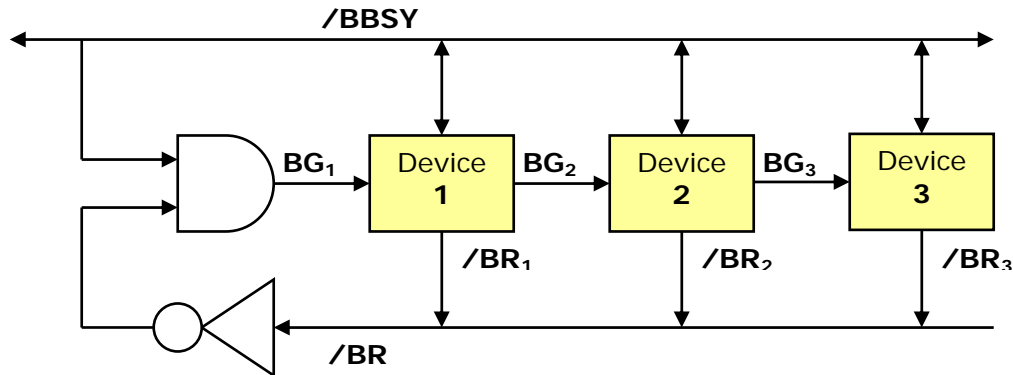 /BBSY
BG₁
Device
1
BG₂
Device
2
BG₃
Device
3
/BR₁
/BR₂
/BR₃
/BR